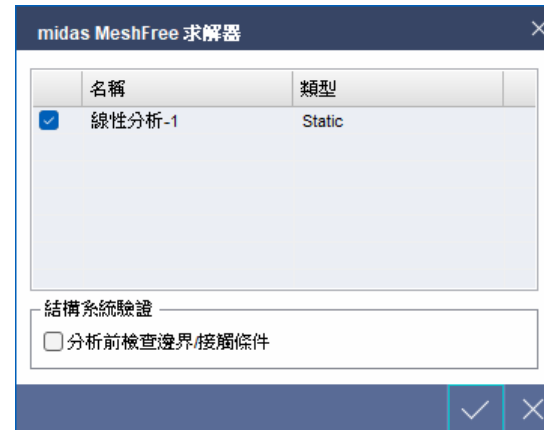 midas MeshFree 求解器
名稱 類型
線性分析-1 Static
結構系統驗證
分析前檢查邊界/接觸條件